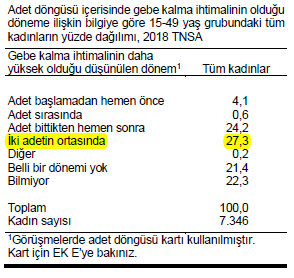 Adet döngüsü içerisinde gebe kalma ihtimalinin olduğu
döneme ilişkin bilgiye göre 15-49 yaş grubundaki tüm
kadınların yüzde dağılımı, 2018 TNSA
Gebe kalma ihtimalinin daha
yüksek olduğu düşünülen dönem¹ Tüm kadınlar
Adet başlamadan hemen önce 4,1
Adet sırasında 0,6
Adet bittikten hemen sonra 24,2
İki adetin ortasında 27,3
Diğer 0,2
Belli bir dönemi yok 21,4
Bilmiyor 22,3
Toplam 100,0
Kadın sayısı 7.346
¹Görüşmelerde adet döngüsü kartı kullanılmıştır.
Kart için EK E'ye bakınız.